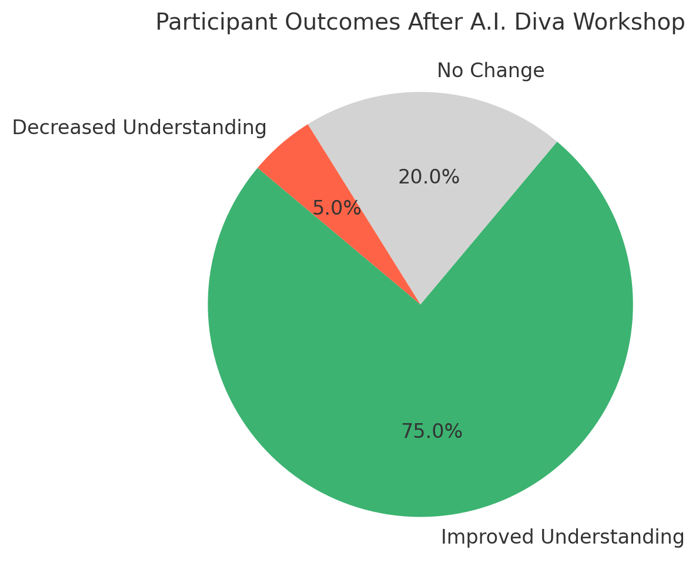 Participant Outcomes After A.I. Diva Workshop
No Change
Decreased Understanding
20.0%
5.0%
75.0%
Improved Understanding